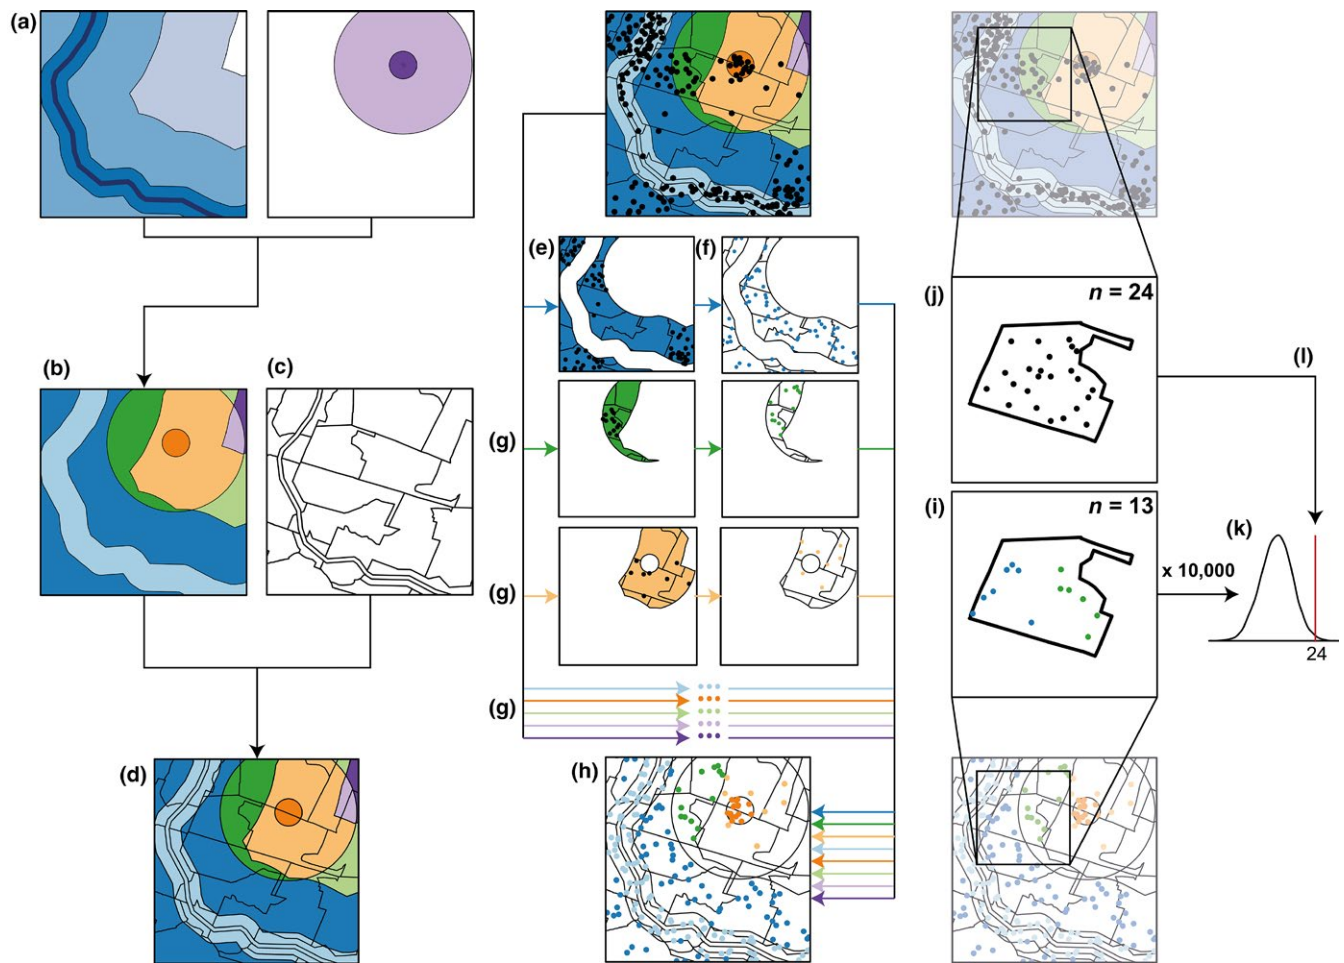 (a)
(b)
(c)
(d)
(e)
(f)
(g)
(g)
(g)
(h)
(j)
n = 24
(i)
n = 13
x 10,000
(k)
(l)
24